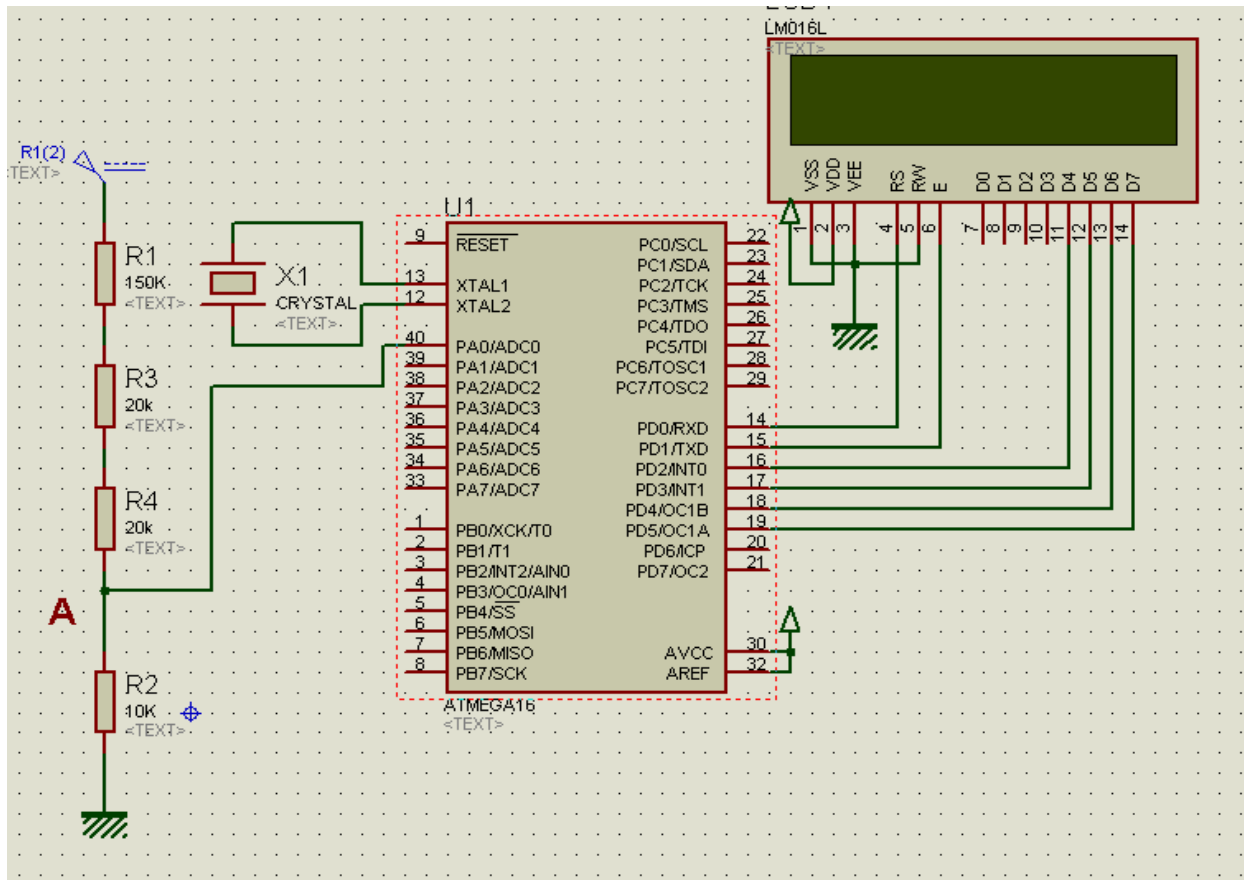 LM016L
<TEXT>
VSS
VDD
VEE
RS
RW
E
D0
D1
D2
D3
D4
D5
D6
D7
1
2
3
4
5
6
7
8
9
10
11
12
13
14
R1(2)
<TEXT>
R1
150K
<TEXT>
X1
CRYSTAL
<TEXT>
R3
20k
<TEXT>
R4
20k
<TEXT>
A
R2
10K
<TEXT>
U1
9 RESET
13 XTAL1
12 XTAL2
40 PA0/ADC0
39 PA1/ADC1
38 PA2/ADC2
37 PA3/ADC3
36 PA4/ADC4
35 PA5/ADC5
34 PA6/ADC6
33 PA7/ADC7
1 PB0/XCK/T0
2 PB1/T1
3 PB2/INT2/AIN0
4 PB3/OC0/AIN1
5 PB4/SS
6 PB5/MOSI
7 PB6/MISO
8 PB7/SCK
PC0/SCL 22
PC1/SDA 23
PC2/TCK 24
PC3/TMS 25
PC4/TDO 26
PC5/TDI 27
PC6/TOSC1 28
PC7/TOSC2 29
PD0/RXD 14
PD1/TXD 15
PD2/INT0 16
PD3/INT1 17
PD4/OC1B 18
PD5/OC1A 19
PD6/ICP 20
PD7/OC2 21
AVCC 30
AREF 32
ATMEGA16
<TEXT>